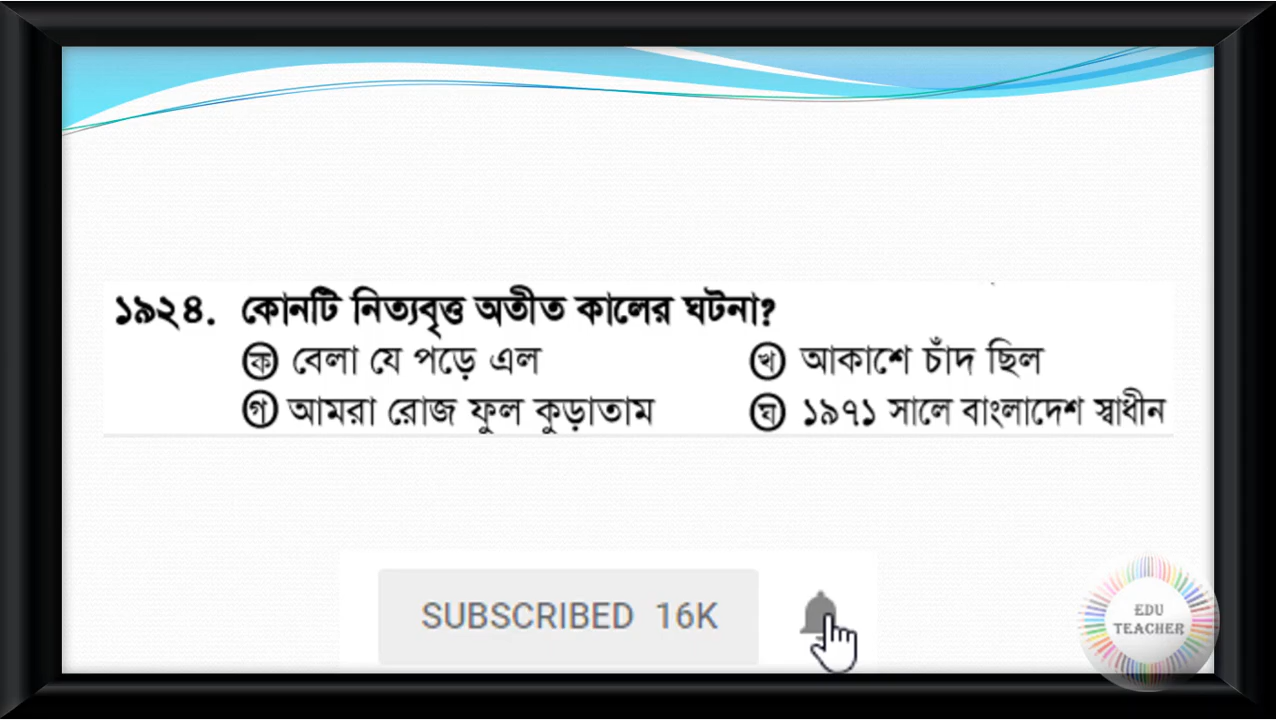 ১৯২৪. কোনটি নিত্যবৃত্ত অতীত কালের ঘটনা?
ক বেলা যে পড়ে এল খ আকাশে চাঁদ ছিল
গ আমরা রোজ ফুল কুড়াতাম ঘ ১৯৭১ সালে বাংলাদেশ স্বাধীন
SUBSCRIBED 16K
EDU
TEACHER